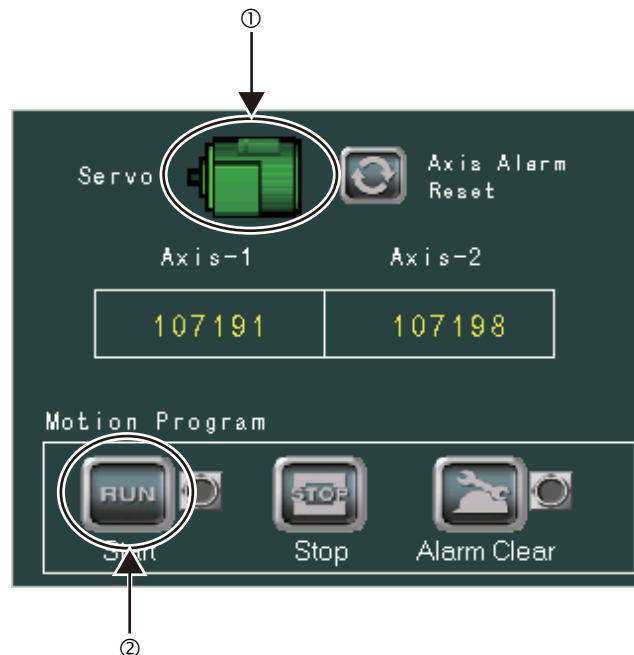 ①
Servo
Axis Alarm
Reset
Axis-1 Axis-2
107191 107198
Motion Program
RUN STOP
Start Stop Alarm Clear
②